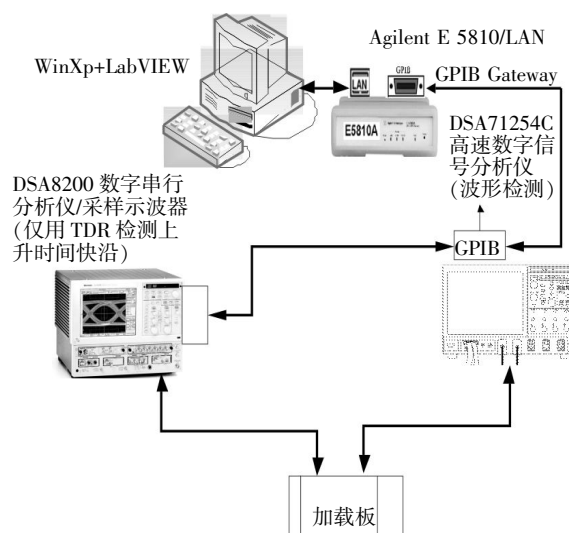 Agilent E 5810/LAN
WinXp+LabVIEW
LAN
GPIB
GPIB Gateway
E5810A
DSA71254C
高速数字信
号分析仪
(波形检测)
DSA8200 数字串行
分析仪/采样示波器
(仅用 TDR 检测上
升时间快沿)
GPIB
加载板